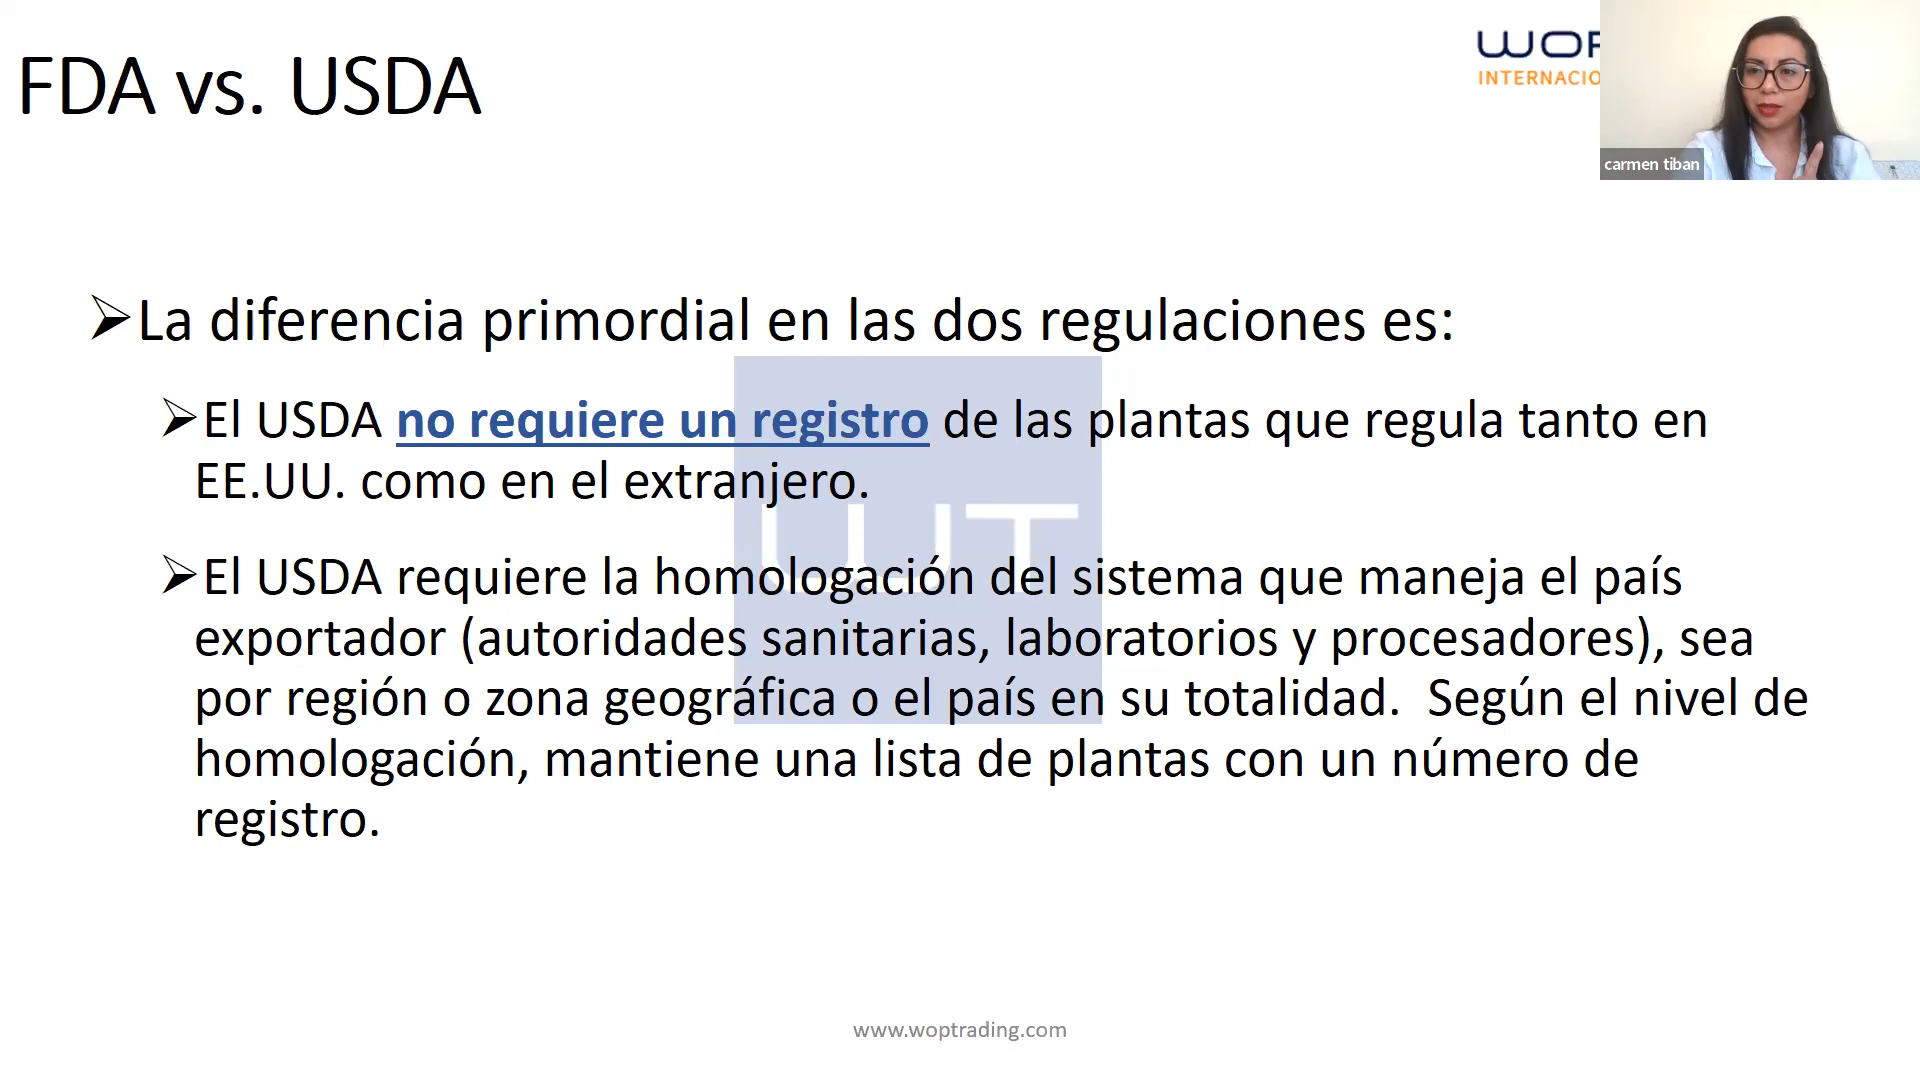 FDA vs. USDA
WOP
INTERNACIO
carmen tiban
➢La diferencia primordial en las dos regulaciones es:
➢El USDA no requiere un registro de las plantas que regula tanto en
EE.UU. como en el extranjero.
➢El USDA requiere la homologación del sistema que maneja el país
exportador (autoridades sanitarias, laboratorios y procesadores), sea
por región o zona geográfica o el país en su totalidad.  Según el nivel de
homologación, mantiene una lista de plantas con un número de
registro.
WT
www.woptrading.com